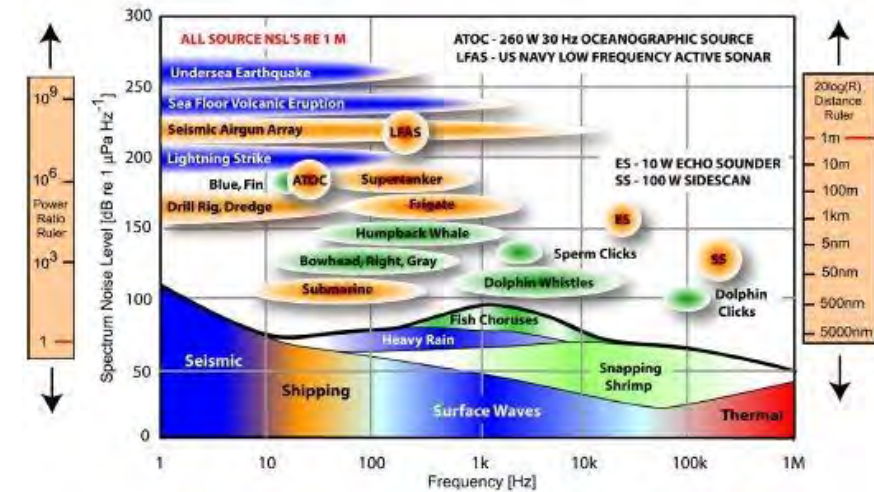 ALL SOURCE NSL'S RE 1 M
ATOC - 260 W 30 Hz OCEANOGRAPHIC SOURCE
LFAS - US NAVY LOW FREQUENCY ACTIVE SONAR
Undersea Earthquake
Sea Floor Volcanic Eruption
Seismic Airgun Array
LFAS
Lightning Strike
ES - 10 W ECHO SOUNDER
SS - 100 W SIDESCAN
Blue, Fin
ATOC
Supertanker
Drill Rig, Dredge
Frigate
ES
Humpback Whale
Sperm Clicks
Bowhead, Right, Gray
SS
Submarine
Dolphin Whistles
Dolphin
Clicks
Fish Choruses
Heavy Rain
Seismic
Shipping
Snapping
Shrimp
Surface Waves
Thermal
300
250
200
150
100
50
0
Spectrum Noise Level [dB re 1 µPa Hz⁻¹]
1
10
100
1k
10k
100k
1M
Frequency [Hz]
10⁹
10⁶
Power
Ratio
Ruler
10³
1
20log(R)
Distance
Ruler
1m
10m
100m
1km
5nm
50nm
500nm
5000nm